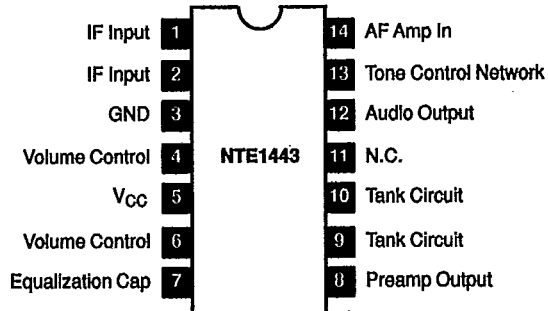 IF Input 1
IF Input 2
GND 3
Volume Control 4
VCC 5
Volume Control 6
Equalization Cap 7
NTE1443
14 AF Amp In
13 Tone Control Network
12 Audio Output
11 N.C.
10 Tank Circuit
9 Tank Circuit
8 Preamp Output